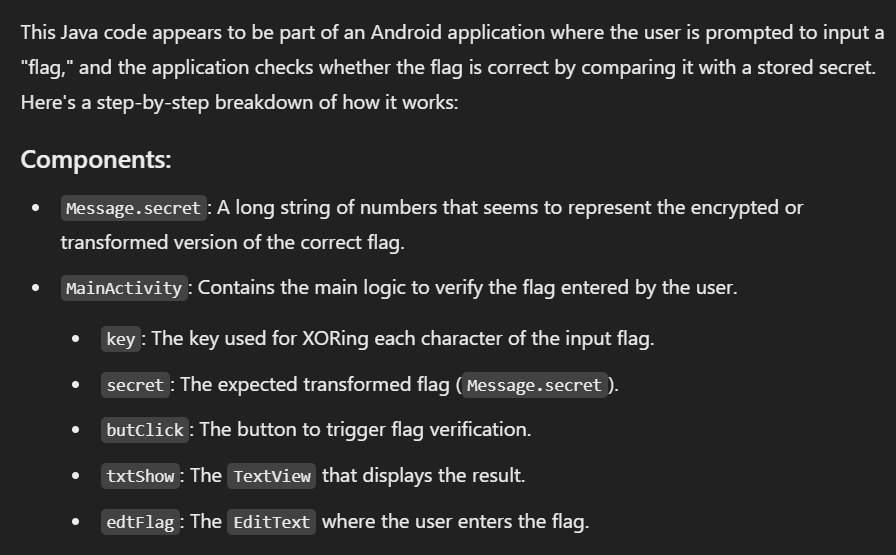 This Java code appears to be part of an Android application where the user is prompted to input a
"flag," and the application checks whether the flag is correct by comparing it with a stored secret.
Here's a step-by-step breakdown of how it works:
Components:
• Message.secret: A long string of numbers that seems to represent the encrypted or
transformed version of the correct flag.
• MainActivity: Contains the main logic to verify the flag entered by the user.
• key: The key used for XORing each character of the input flag.
• secret: The expected transformed flag (Message.secret).
• butClick: The button to trigger flag verification.
• txtShow: The TextView that displays the result.
• edtFlag: The EditText where the user enters the flag.